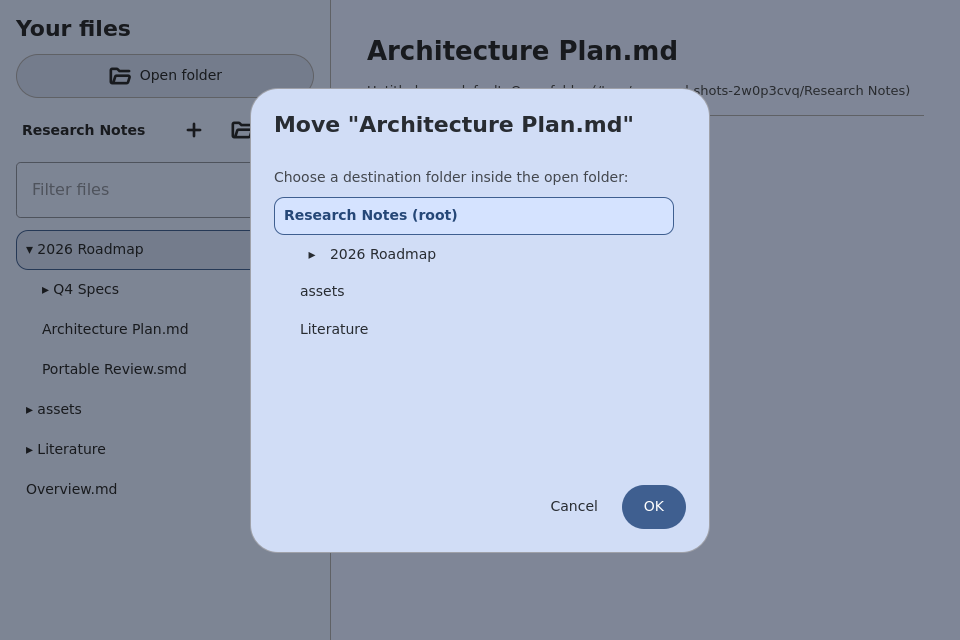 Your files
Open folder
Research Notes
Filter files
▾ 2026 Roadmap
▸ Q4 Specs
Architecture Plan.md
Portable Review.smd
▸ assets
▸ Literature
Overview.md
Architecture Plan.md
shots-2w0p3cvq/Research Notes)
Move "Architecture Plan.md"
Choose a destination folder inside the open folder:
Research Notes (root)
▸ 2026 Roadmap
assets
Literature
Cancel
OK